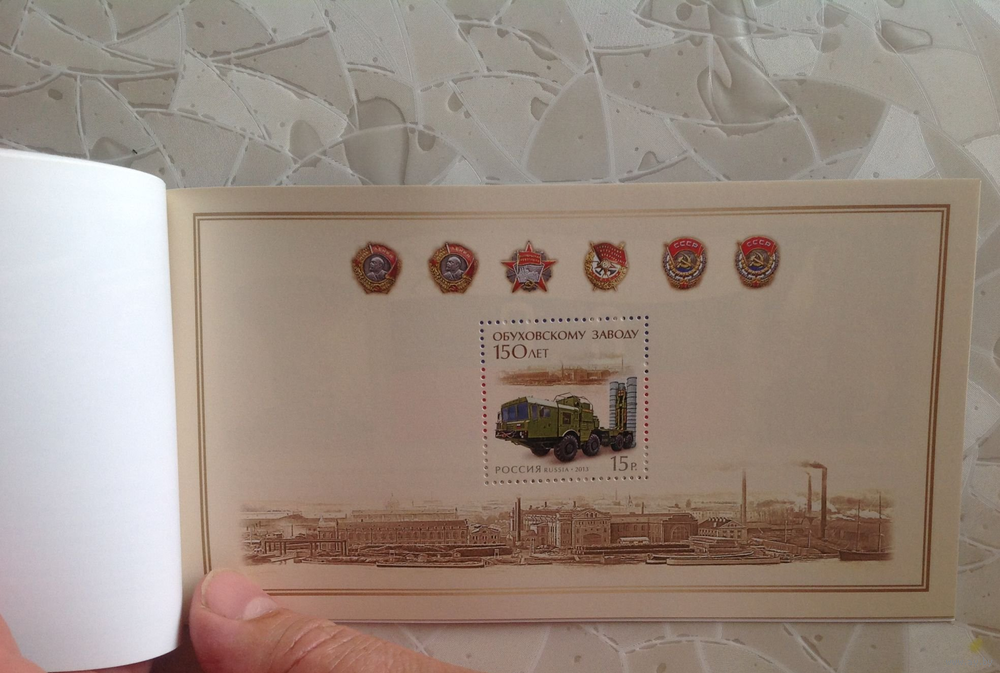 СССР СССР
ОБУХОВСКОМУ ЗАВОДУ
150 ЛЕТ
РОССИЯ RUSSIA • 2013 15 Р.